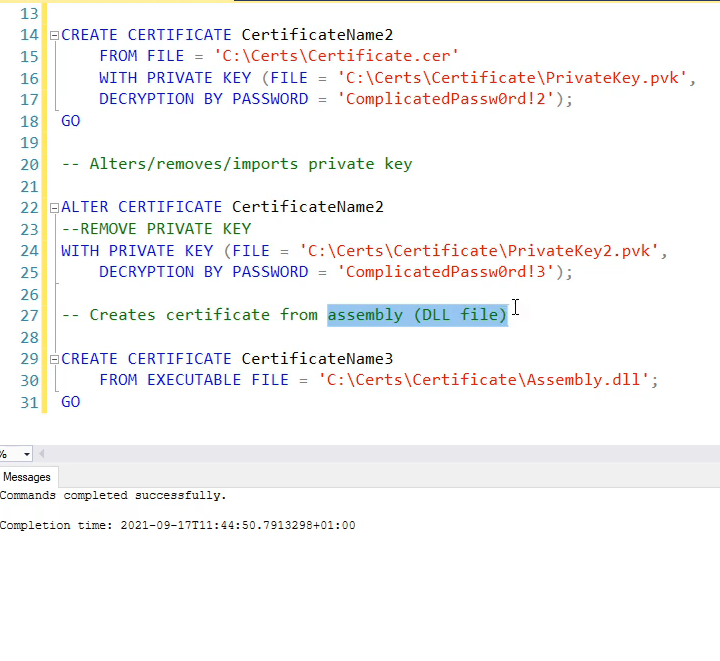 13
14 CREATE CERTIFICATE CertificateName2
15 FROM FILE = 'C:\Certs\Certificate.cer'
16 WITH PRIVATE KEY (FILE = 'C:\Certs\Certificate\PrivateKey.pvk',
17 DECRYPTION BY PASSWORD = 'ComplicatedPassw0rd!2');
18 GO
19
20 -- Alters/removes/imports private key
21
22 ALTER CERTIFICATE CertificateName2
23 --REMOVE PRIVATE KEY
24 WITH PRIVATE KEY (FILE = 'C:\Certs\Certificate\PrivateKey2.pvk',
25 DECRYPTION BY PASSWORD = 'ComplicatedPassw0rd!3');
26
27 -- Creates certificate from assembly (DLL file)
28
29 CREATE CERTIFICATE CertificateName3
30 FROM EXECUTABLE FILE = 'C:\Certs\Certificate\Assembly.dll';
31 GO
%
Messages
Commands completed successfully.
Completion time: 2021-09-17T11:44:50.7913298+01:00